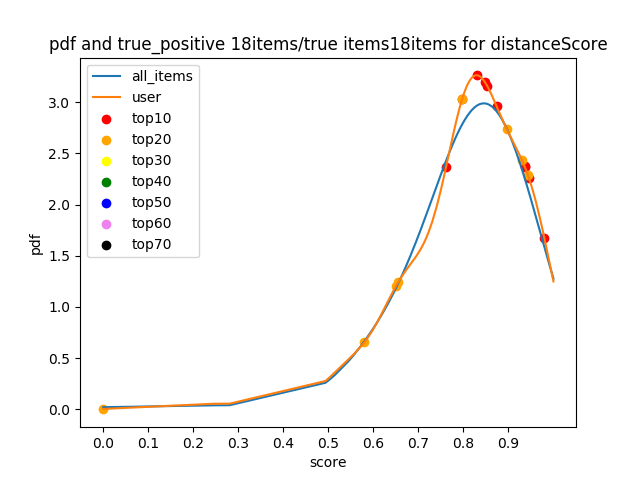 pdf and true_positive 18items/true items18items for distanceScore
all_items
user
top10
top20
top30
top40
top50
top60
top70
pdf
3.0
2.5
2.0
1.5
1.0
0.5
0.0
0.0 0.1 0.2 0.3 0.4 0.5 0.6 0.7 0.8 0.9
score